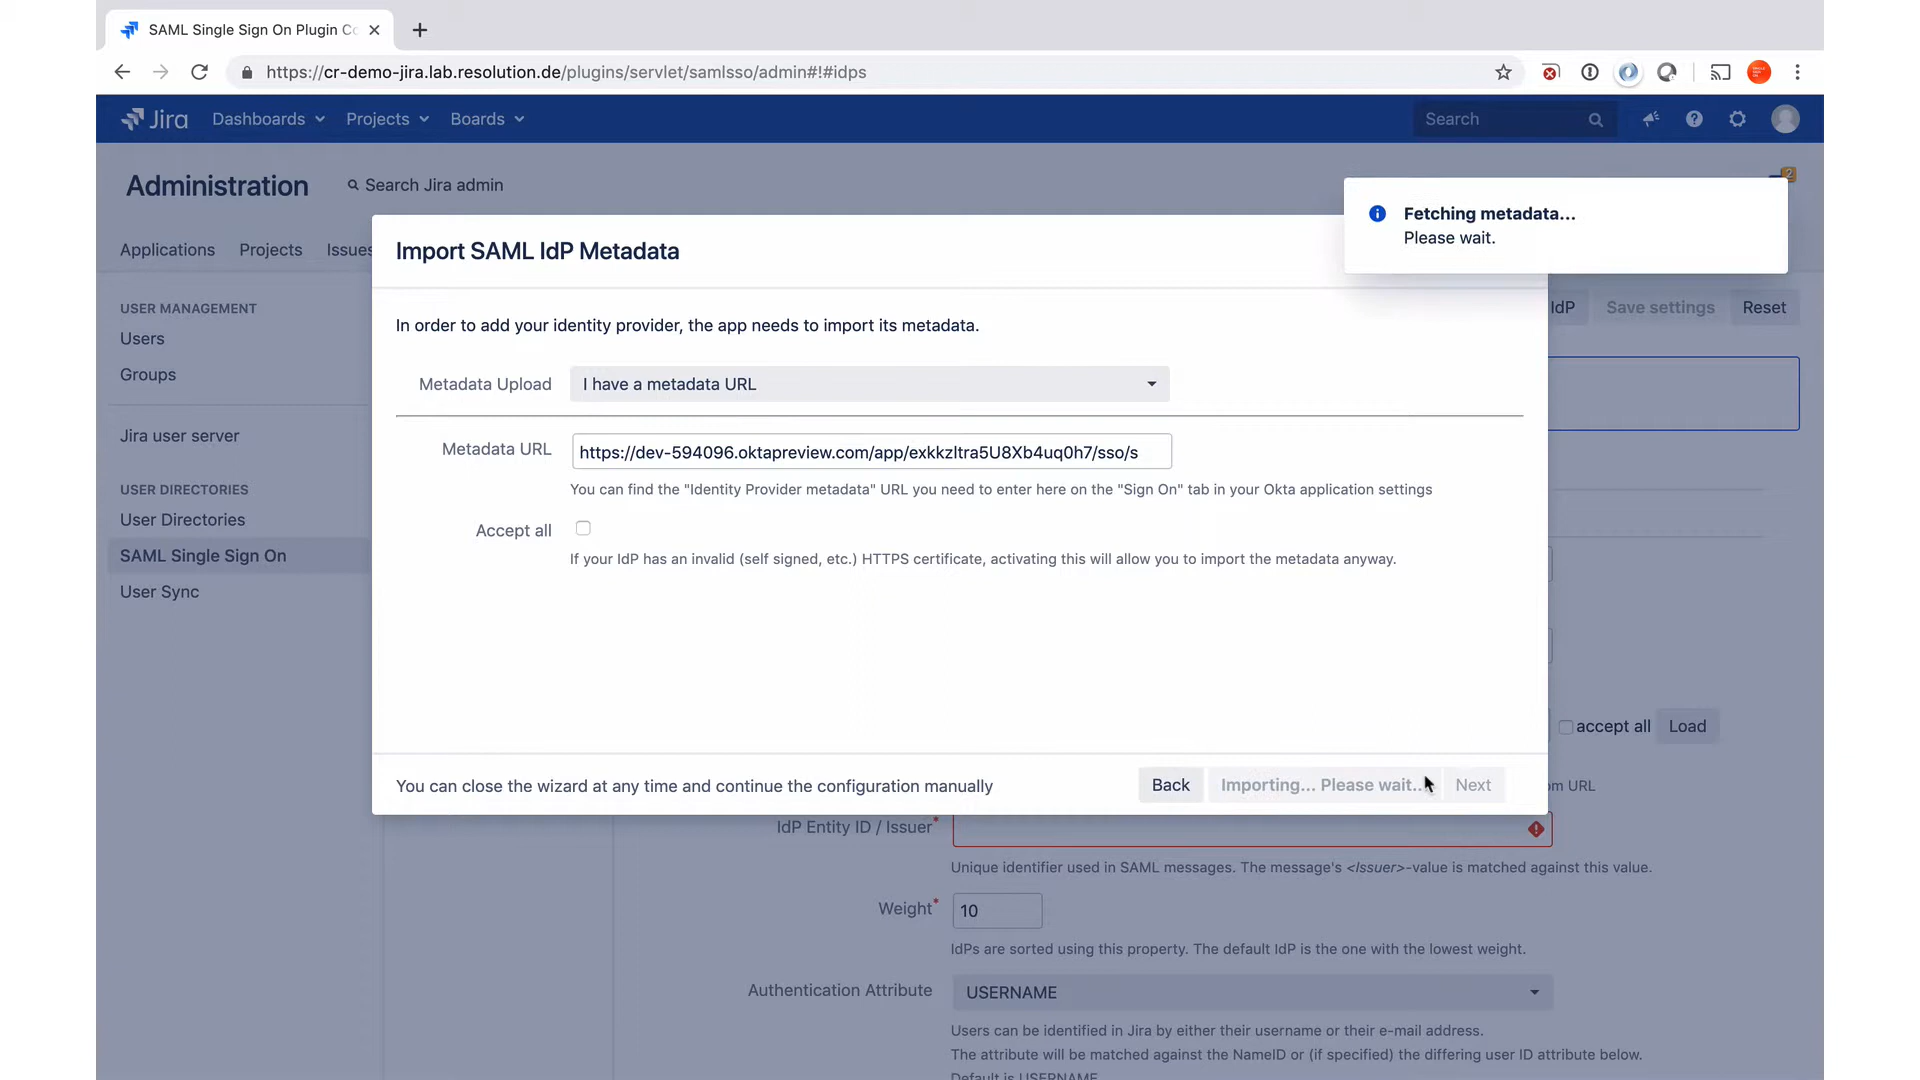 SAML Single Sign On Plugin Co
https://cr-demo-jira.lab.resolution.de/plugins/servlet/samlsso/admin#!#idps
Jira Dashboards Projects Boards Search
Administration Search Jira admin 2
Fetching metadata...
Please wait.
Applications Projects Issues
Import SAML IdP Metadata
USER MANAGEMENT
Users
Groups
Jira user server
USER DIRECTORIES
User Directories
SAML Single Sign On
User Sync
IdP Save settings Reset
In order to add your identity provider, the app needs to import its metadata.
Metadata Upload I have a metadata URL
Metadata URL https://dev-594096.oktapreview.com/app/exkkzltra5U8Xb4uq0h7/sso/s
You can find the "Identity Provider metadata" URL you need to enter here on the "Sign On" tab in your Okta application settings
Accept all
If your IdP has an invalid (self signed, etc.) HTTPS certificate, activating this will allow you to import the metadata anyway.
accept all Load
You can close the wizard at any time and continue the configuration manually Back Importing... Please wait... Next
om URL
IdP Entity ID / Issuer*
Unique identifier used in SAML messages. The message's <Issuer>-value is matched against this value.
Weight* 10
IdPs are sorted using this property. The default IdP is the one with the lowest weight.
Authentication Attribute USERNAME
Users can be identified in Jira by either their username or their e-mail address.
The attribute will be matched against the NameID or (if specified) the differing user ID attribute below.
Default is USERNAME